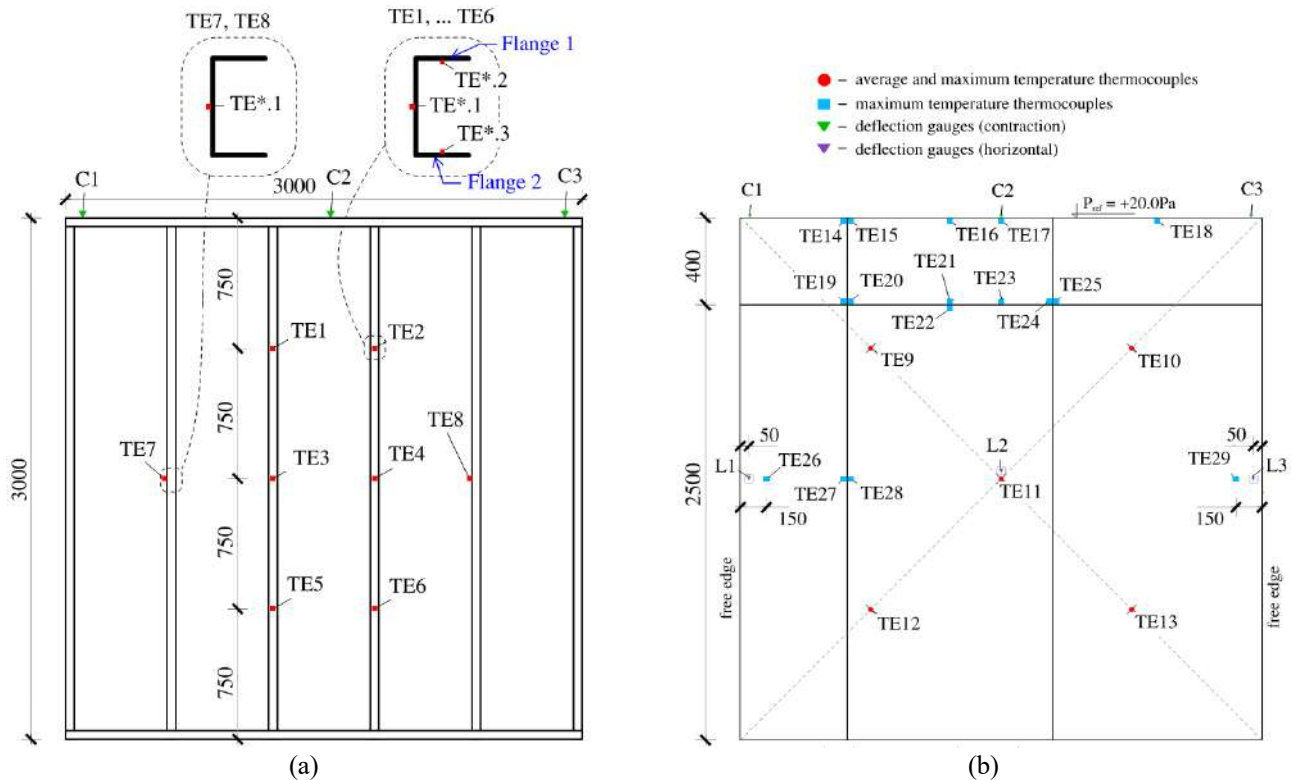 TE7, TE8
TE*.1
TE1, ... TE6
Flange 1
TE*.2
TE*.1
TE*.3
Flange 2
C1
3000
C2
C3
3000
750
750
750
750
TE1
TE2
TE7
TE3
TE4
TE8
TE5
TE6
(a)
– average and maximum temperature thermocouples
– maximum temperature thermocouples
– deflection gauges (contraction)
– deflection gauges (horizontal)
C1
C2
P_ref = +20.0Pa
C3
400
2500
TE14
TE15
TE16
TE17
TE18
TE19
TE20
TE21
TE23
TE25
TE22
TE24
TE9
TE10
50
50
L1
TE26
L2
TE29
L3
TE27
TE28
TE11
150
150
free edge
free edge
TE12
TE13
(b)